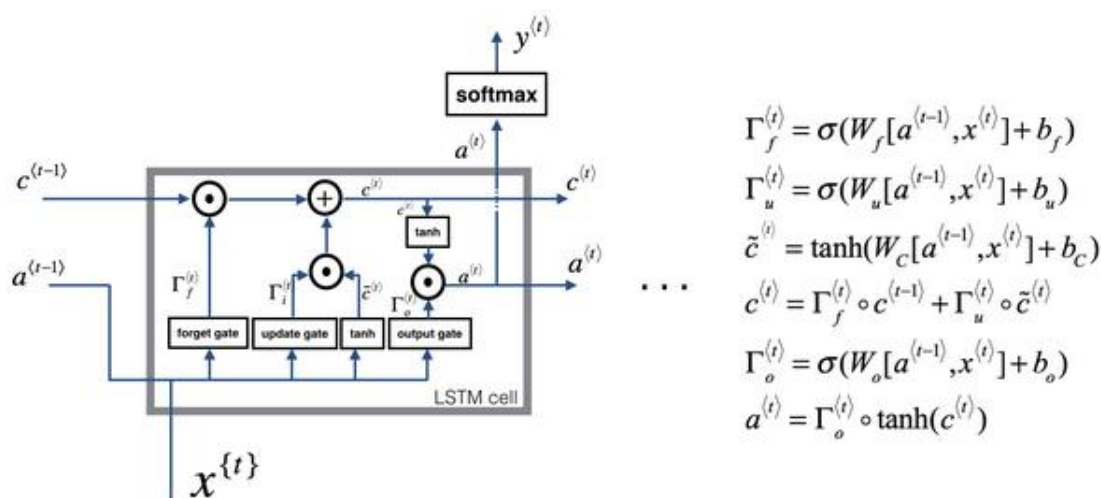 y⟨t⟩
softmax
a⟨t⟩
c⟨t-1⟩
c⟨t⟩
c⟨t⟩
c⟨t⟩
tanh
a⟨t-1⟩
Γf⟨t⟩
Γi⟨t
c̃⟨t⟩
Γo⟨t⟩
a⟨t⟩
a⟨t⟩
forget gate
update gate
tanh
output gate
LSTM cell
x{t}
...
Γf⟨t⟩ = σ(Wf[a⟨t-1⟩, x⟨t⟩] + bf)
Γu⟨t⟩ = σ(Wu[a⟨t-1⟩, x⟨t⟩] + bu)
c̃⟨t⟩ = tanh(WC[a⟨t-1⟩, x⟨t⟩] + bC)
c⟨t⟩ = Γf⟨t⟩ ∘ c⟨t-1⟩ + Γu⟨t⟩ ∘ c̃⟨t⟩
Γo⟨t⟩ = σ(Wo[a⟨t-1⟩, x⟨t⟩] + bo)
a⟨t⟩ = Γo⟨t⟩ ∘ tanh(c⟨t⟩)